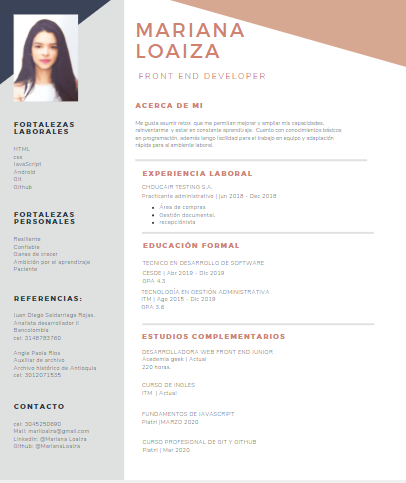 MARIANA
LOAIZA
FRONT END DEVELOPER
ACERCA DE MI
Me gusta asumir retos, que me permitan mejorar y ampliar mis capacidades,
reinventarme y estar en constante aprendizaje. Cuento con conocimientos básicos
en programación, además tengo facilidad para el trabajo en equipo y adaptación
rápida para el ambiente laboral.
EXPERIENCIA LABORAL
CHOUCAIR TESTING S.A.
Practicante administrativo | Jun 2018 - Dec 2018
Área de compras
Gestión documental,
recepcionista
EDUCACIÓN FORMAL
TECNICO EN DESARROLLO DE SOFTWARE
CESDE | Abr 2019 - Dic 2019
GPA 4.3
TECNOLOGÍA EN GESTIÓN ADMINISTRATIVA
ITM | Ago 2015 - Dic 2019
GPA 3.8
ESTUDIOS COMPLEMENTARIOS
DESARROLLADORA WEB FRONT END JUNIOR
Academia geek | Actual
220 horas.
CURSO DE INGLES
ITM | Actual
FUNDAMENTOS DE JAVASCRIPT
Platzi |MARZO 2020
CURSO PROFESIONAL DE GIT Y GITHUB
Platzi | Mar 2020
FORTALEZAS
LABORALES
HTML
css
JavaScript
Android
Git
Github
FORTALEZAS
PERSONALES
Resiliente
Confiable
Ganas de crecer
Ambición por el aprendizaje
Paciente
REFERENCIAS:
Juan Diego Saldarriaga Rojas.
Analista desarrollador II
Bancolombia
cel: 3148783760
Angie Paola Rios
Auxiliar de archivo
Archivo histórico de Antioquia
cel: 3012071535
CONTACTO
cel: 3045250690
Mail: marlloaiza@gmail.com
Linkedin: @Mariana Loaiza
Github: @MarianaLoaiza